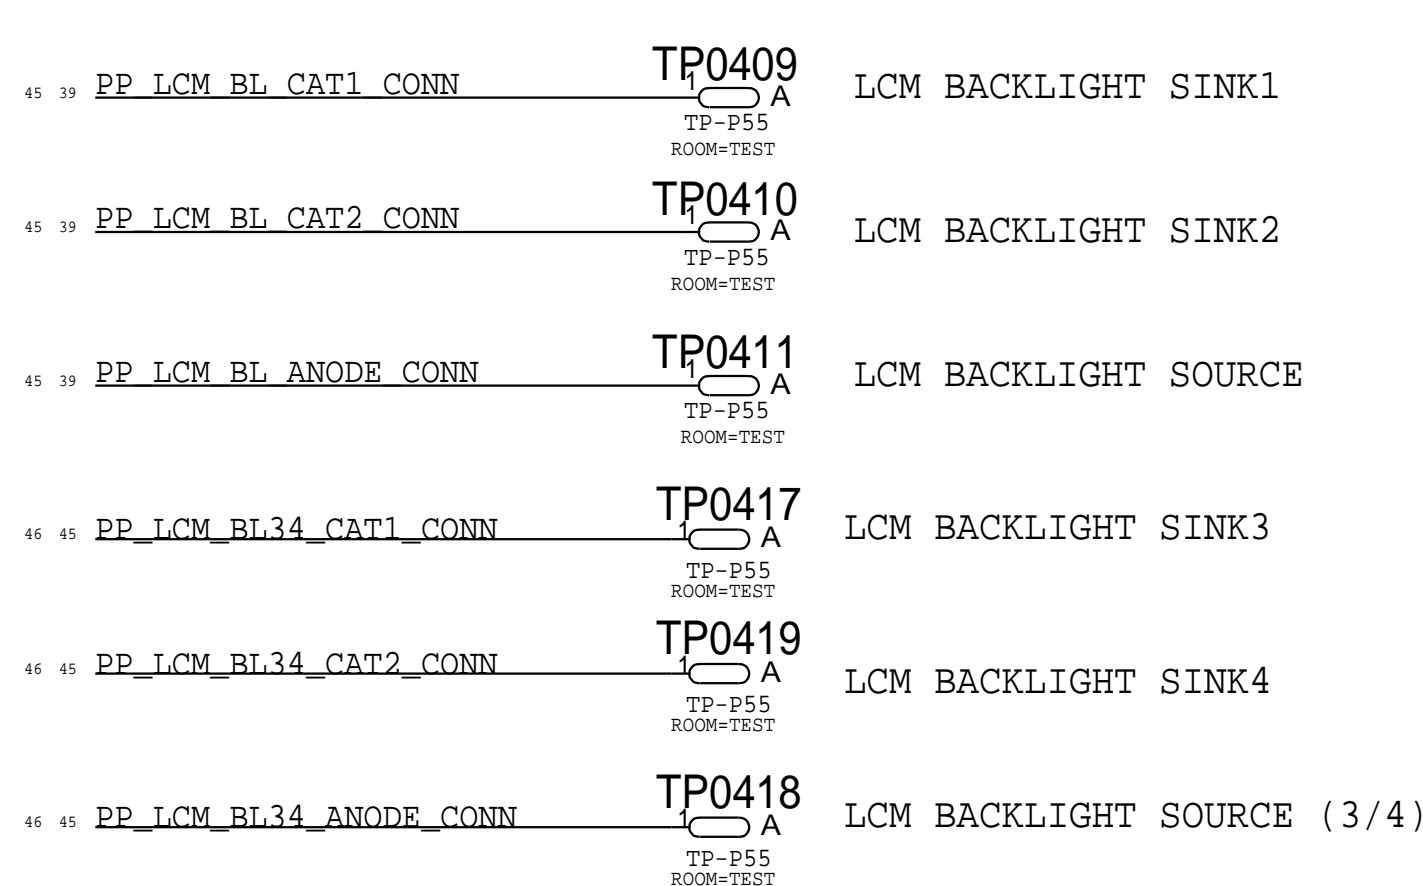 TP0409
45 39 PP_LCM_BL_CAT1_CONN 1 A LCM BACKLIGHT SINK1
TP-P55
ROOM=TEST
TP0410
45 39 PP_LCM_BL_CAT2_CONN 1 A LCM BACKLIGHT SINK2
TP-P55
ROOM=TEST
TP0411
45 39 PP_LCM_BL_ANODE_CONN 1 A LCM BACKLIGHT SOURCE
TP-P55
ROOM=TEST
TP0417
46 45 PP_LCM_BL34_CAT1_CONN 1 A LCM BACKLIGHT SINK3
TP-P55
ROOM=TEST
TP0419
46 45 PP_LCM_BL34_CAT2_CONN 1 A LCM BACKLIGHT SINK4
TP-P55
ROOM=TEST
TP0418
46 45 PP_LCM_BL34_ANODE_CONN 1 A LCM BACKLIGHT SOURCE (3/4)
TP-P55
ROOM=TEST